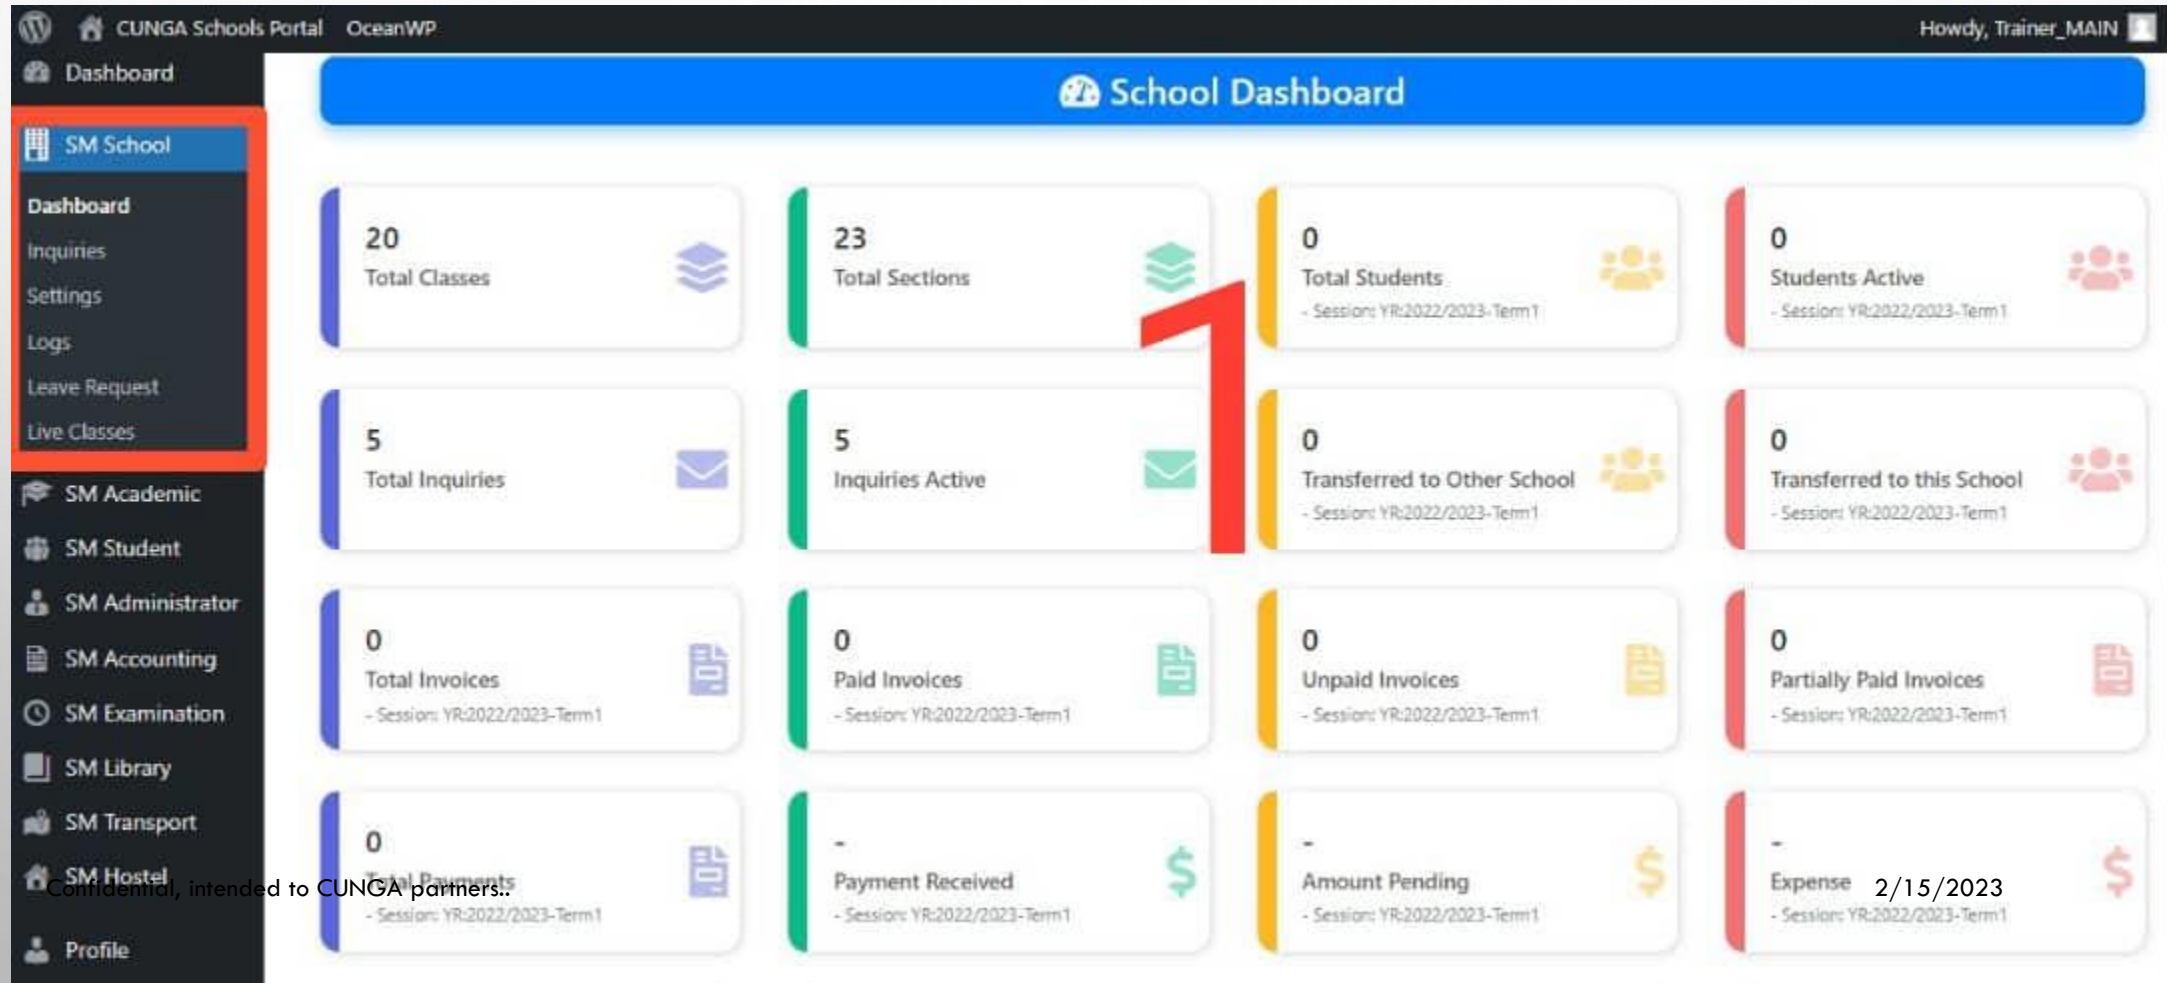 CUNGA Schools Portal OceanWP Howdy, Trainer_MAIN
Dashboard
SM School
Dashboard
Inquiries
Settings
Logs
Leave Request
Live Classes
SM Academic
SM Student
SM Administrator
SM Accounting
SM Examination
SM Library
SM Transport
SM Hostel
Profile
School Dashboard
20
Total Classes
23
Total Sections
0
Total Students
- Session: YR:2022/2023-Term1
0
Students Active
- Session: YR:2022/2023-Term1
1
5
Total Inquiries
5
Inquiries Active
0
Transferred to Other School
- Session: YR:2022/2023-Term1
0
Transferred to this School
- Session: YR:2022/2023-Term1
0
Total Invoices
- Session: YR:2022/2023-Term1
0
Paid Invoices
- Session: YR:2022/2023-Term1
0
Unpaid Invoices
- Session: YR:2022/2023-Term1
0
Partially Paid Invoices
- Session: YR:2022/2023-Term1
0
Total Payments
- Session: YR:2022/2023-Term1
-
Payment Received
- Session: YR:2022/2023-Term1
-
Amount Pending
- Session: YR:2022/2023-Term1
-
Expense
- Session: YR:2022/2023-Term1
Confidential, intended to CUNGA partners..
2/15/2023